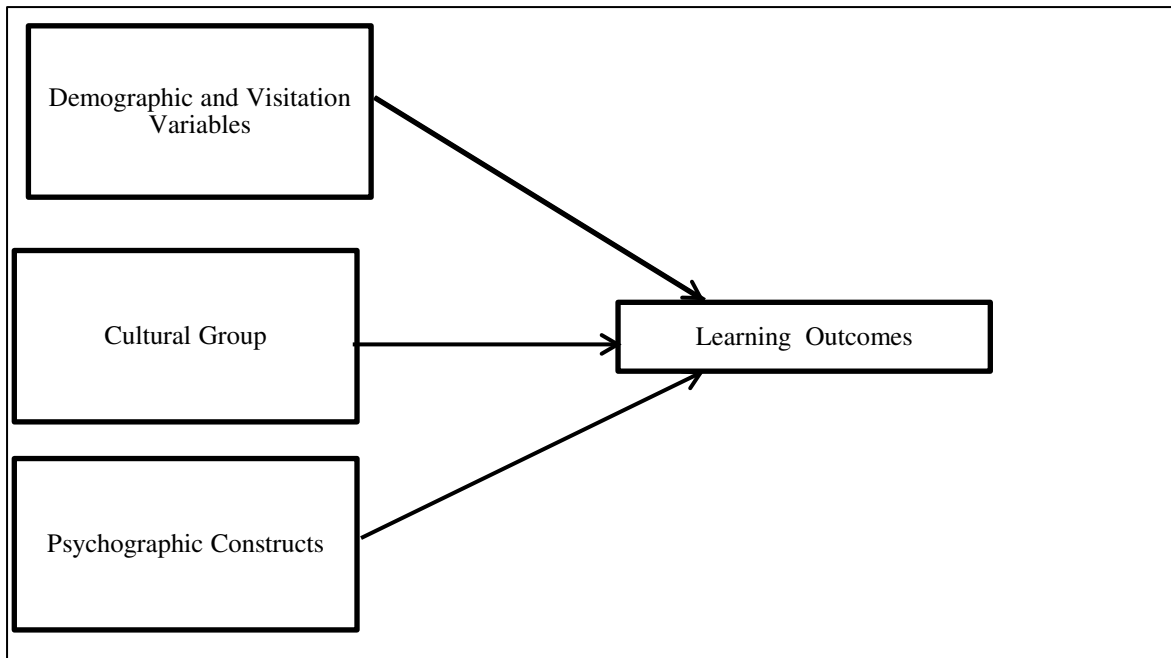 Demographic and Visitation
Variables
Cultural Group
Learning Outcomes
Psychographic Constructs